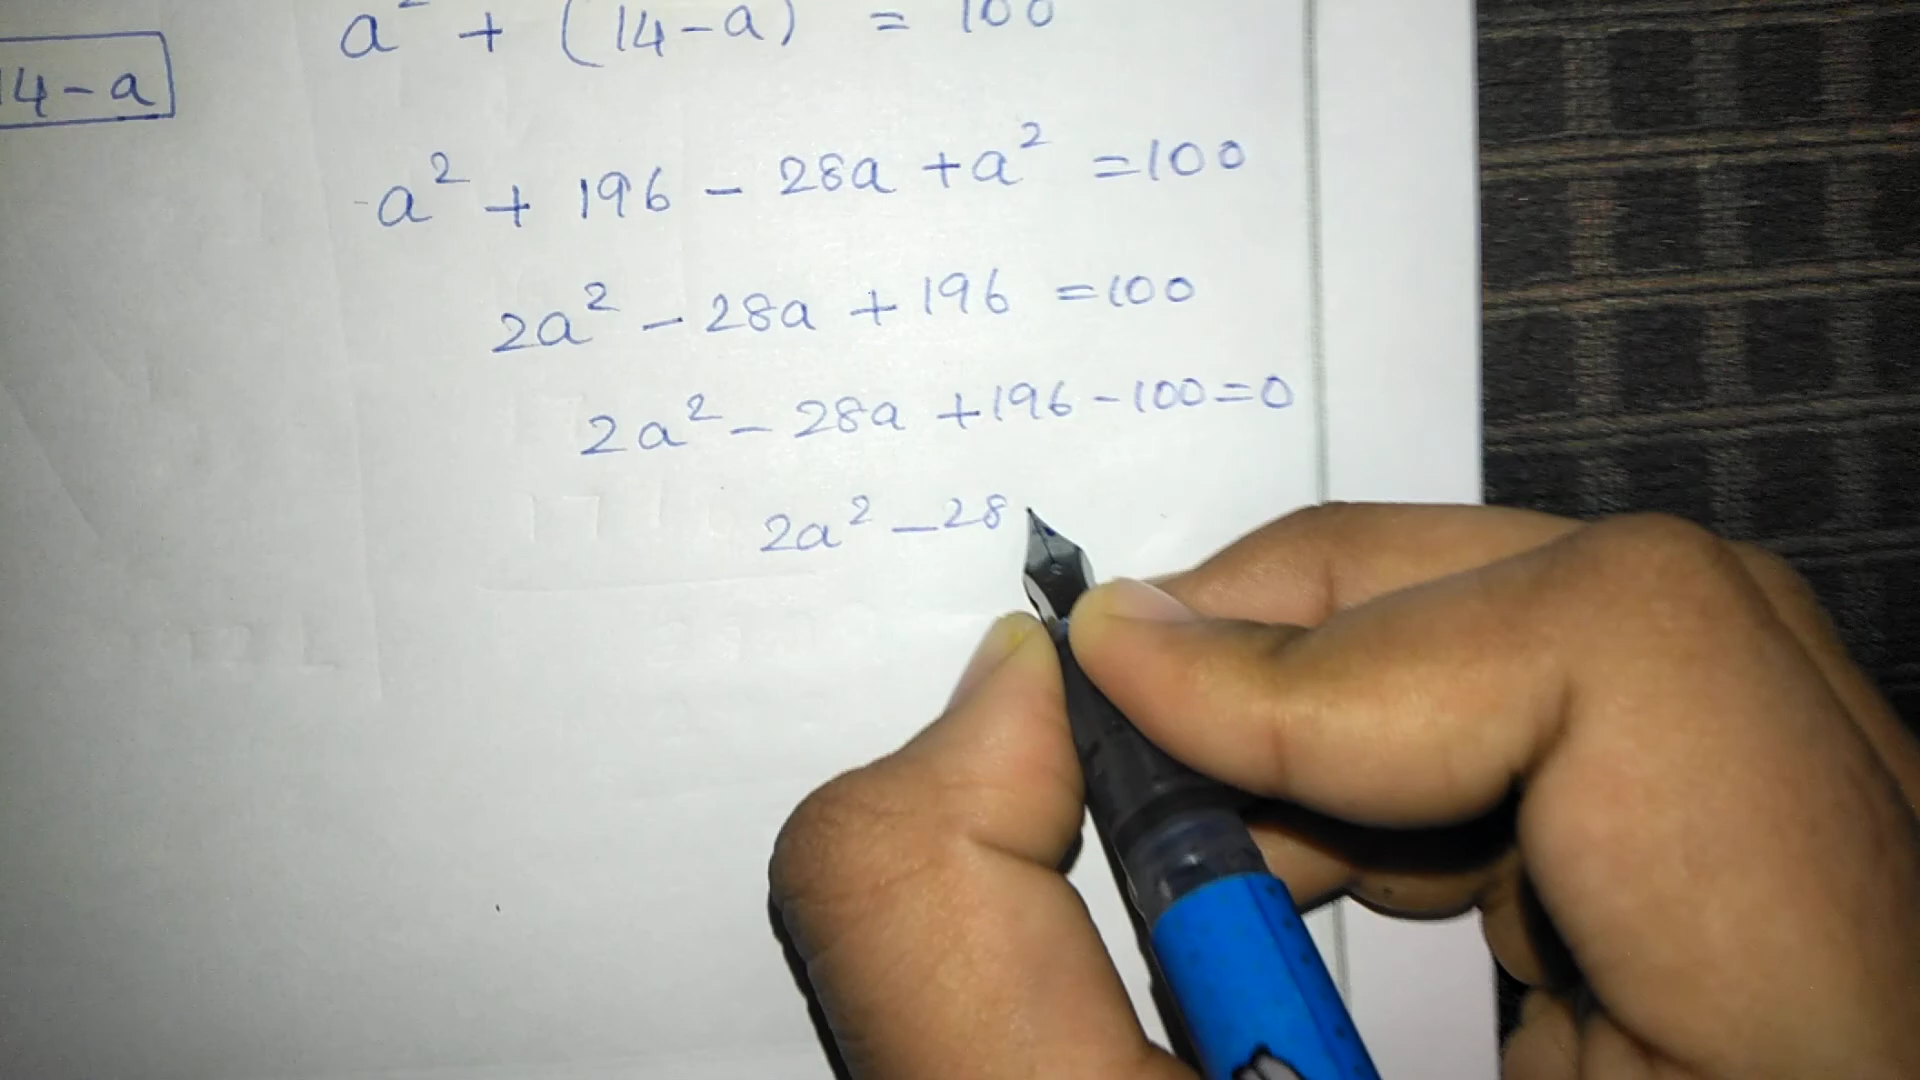 a² + (14-a) = 100
14-a
a² + 196 - 28a + a² = 100
2a² - 28a + 196 = 100
2a² - 28a + 196 - 100 = 0
2a² - 28